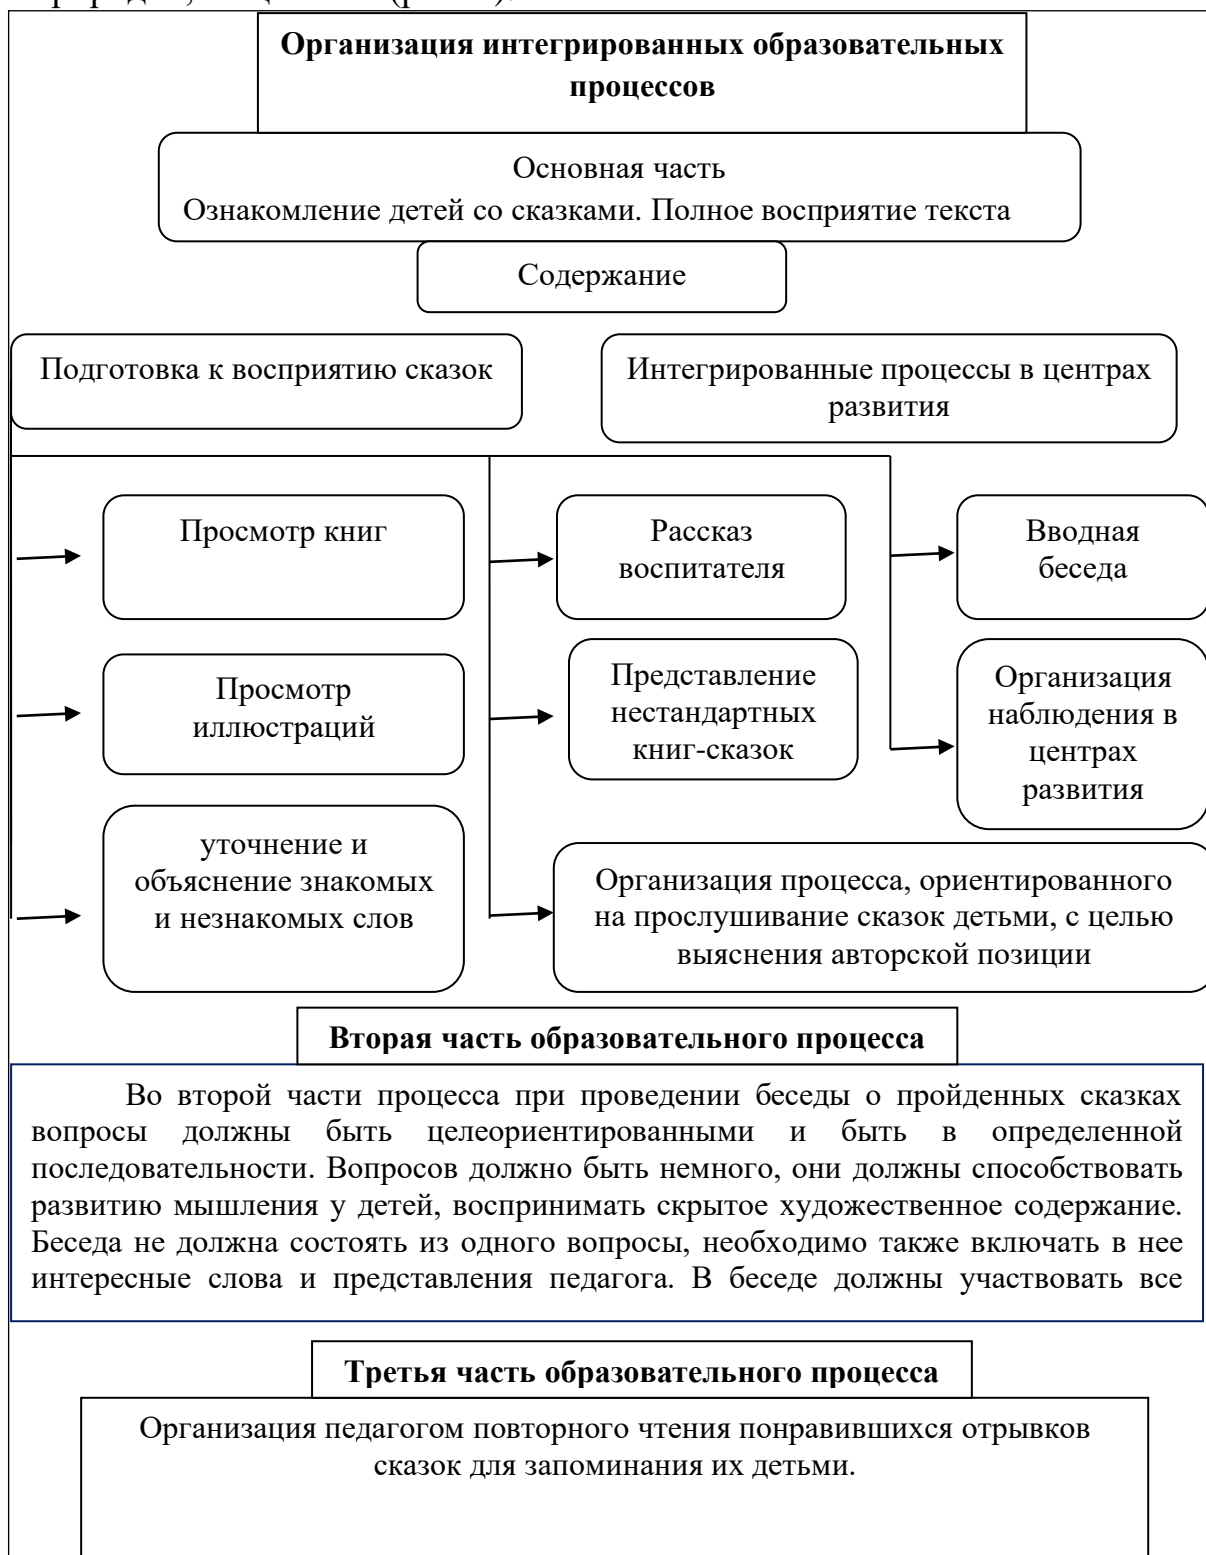 Организация интегрированных образовательных
процессов
Основная часть
Ознакомление детей со сказками. Полное восприятие текста
Содержание
Подготовка к восприятию сказок
Интегрированные процессы в центрах
развития
Просмотр книг
Рассказ
воспитателя
Вводная
беседа
Просмотр
иллюстраций
Представление
нестандартных
книг-сказок
Организация
наблюдения в
центрах
развития
уточнение и
объяснение знакомых
и незнакомых слов
Организация процесса, ориентированного
на прослушивание сказок детьми, с целью
выяснения авторской позиции
Вторая часть образовательного процесса
Во второй части процесса при проведении беседы о пройденных сказках
вопросы должны быть целеориентированными и быть в определенной
последовательности. Вопросов должно быть немного, они должны способствовать
развитию мышления у детей, воспринимать скрытое художественное содержание.
Беседа не должна состоять из одного вопросы, необходимо также включать в нее
интересные слова и представления педагога. В беседе должны участвовать все
Третья часть образовательного процесса
Организация педагогом повторного чтения понравившихся отрывков
сказок для запоминания их детьми.